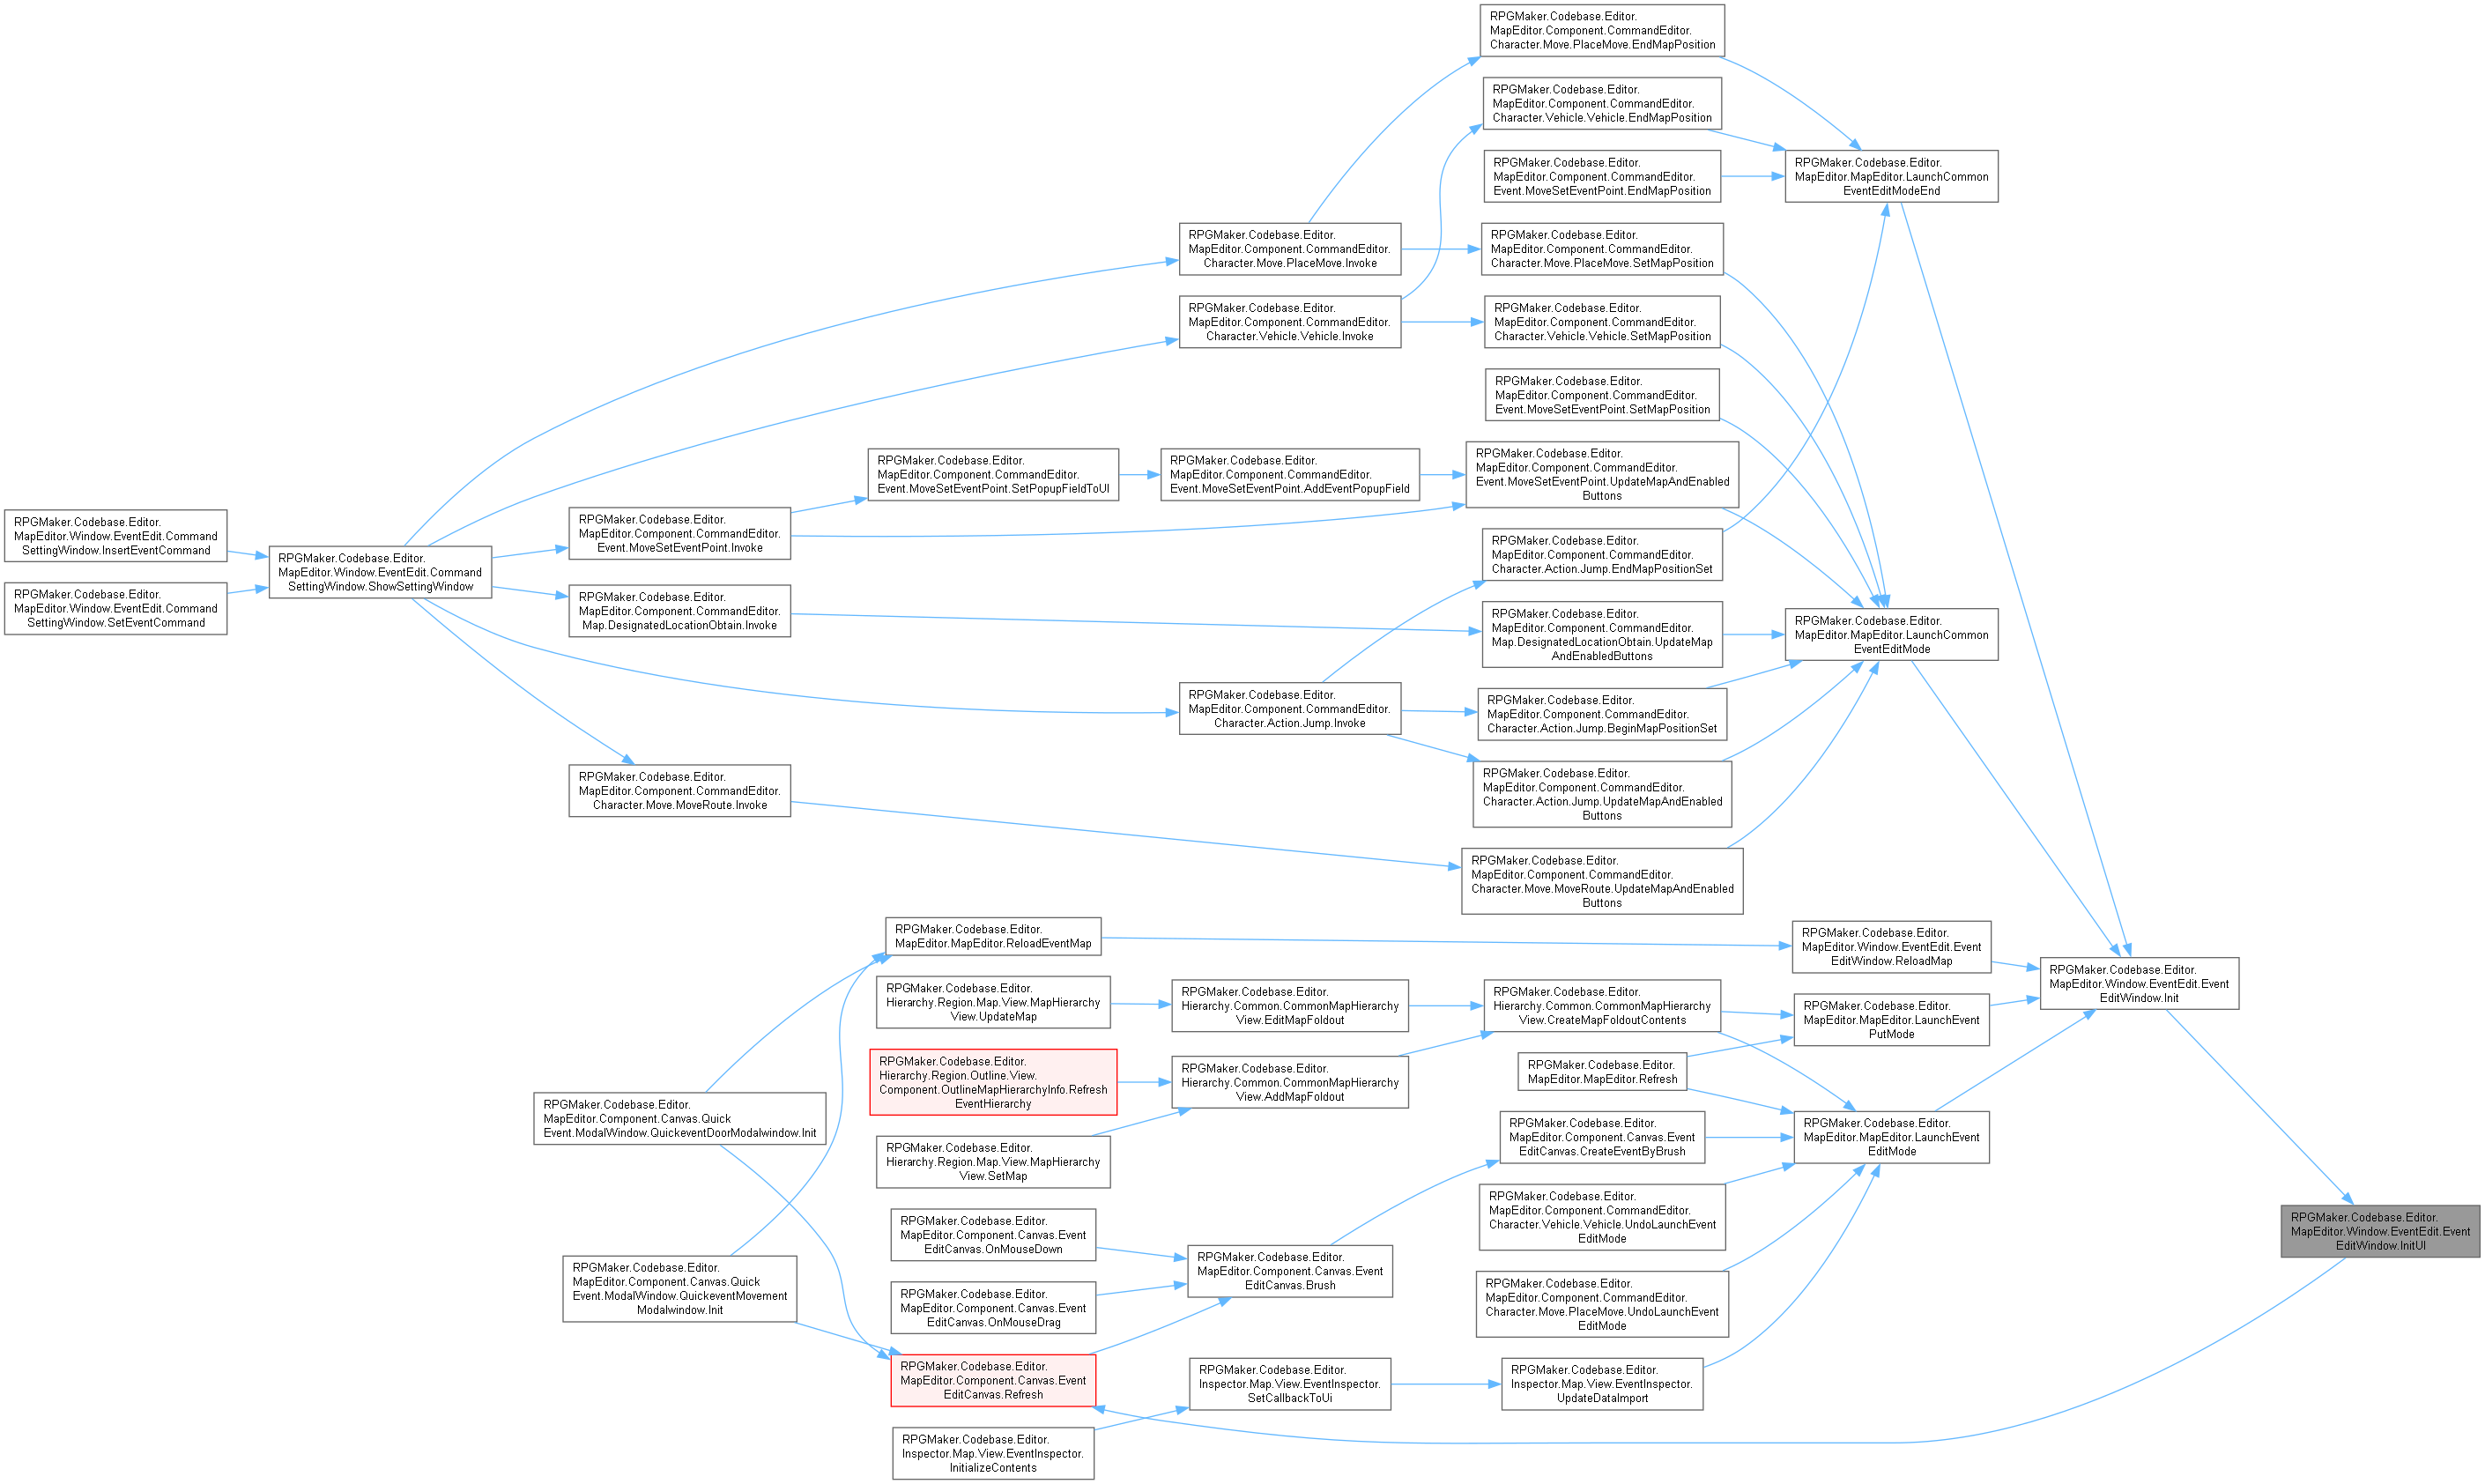 RPGMaker.Codebase.Editor.
MapEditor.Component.CommandEditor.
Character.Move.PlaceMove.EndMapPosition
RPGMaker.Codebase.Editor.
MapEditor.Component.CommandEditor.
Character.Vehicle.Vehicle.EndMapPosition
RPGMaker.Codebase.Editor.
MapEditor.Component.CommandEditor.
Event.MoveSetEventPoint.EndMapPosition
RPGMaker.Codebase.Editor.
MapEditor.MapEditor.LaunchCommon
EventEditModeEnd
RPGMaker.Codebase.Editor.
MapEditor.Component.CommandEditor.
Character.Move.PlaceMove.Invoke
RPGMaker.Codebase.Editor.
MapEditor.Component.CommandEditor.
Character.Move.PlaceMove.SetMapPosition
RPGMaker.Codebase.Editor.
MapEditor.Component.CommandEditor.
Character.Vehicle.Vehicle.Invoke
RPGMaker.Codebase.Editor.
MapEditor.Component.CommandEditor.
Character.Vehicle.Vehicle.SetMapPosition
RPGMaker.Codebase.Editor.
MapEditor.Component.CommandEditor.
Event.MoveSetEventPoint.SetMapPosition
RPGMaker.Codebase.Editor.
MapEditor.Component.CommandEditor.
Event.MoveSetEventPoint.SetPopupFieldToUI
RPGMaker.Codebase.Editor.
MapEditor.Component.CommandEditor.
Event.MoveSetEventPoint.AddEventPopupField
RPGMaker.Codebase.Editor.
MapEditor.Component.CommandEditor.
Event.MoveSetEventPoint.UpdateMapAndEnabled
Buttons
RPGMaker.Codebase.Editor.
MapEditor.Window.EventEdit.Command
SettingWindow.InsertEventCommand
RPGMaker.Codebase.Editor.
MapEditor.Window.EventEdit.Command
SettingWindow.SetEventCommand
RPGMaker.Codebase.Editor.
MapEditor.Window.EventEdit.Command
SettingWindow.ShowSettingWindow
RPGMaker.Codebase.Editor.
MapEditor.Component.CommandEditor.
Event.MoveSetEventPoint.Invoke
RPGMaker.Codebase.Editor.
MapEditor.Component.CommandEditor.
Map.DesignatedLocationObtain.Invoke
RPGMaker.Codebase.Editor.
MapEditor.Component.CommandEditor.
Character.Action.Jump.EndMapPositionSet
RPGMaker.Codebase.Editor.
MapEditor.Component.CommandEditor.
Map.DesignatedLocationObtain.UpdateMap
AndEnabledButtons
RPGMaker.Codebase.Editor.
MapEditor.MapEditor.LaunchCommon
EventEditMode
RPGMaker.Codebase.Editor.
MapEditor.Component.CommandEditor.
Character.Action.Jump.Invoke
RPGMaker.Codebase.Editor.
MapEditor.Component.CommandEditor.
Character.Action.Jump.BeginMapPositionSet
RPGMaker.Codebase.Editor.
MapEditor.Component.CommandEditor.
Character.Move.MoveRoute.Invoke
RPGMaker.Codebase.Editor.
MapEditor.Component.CommandEditor.
Character.Action.Jump.UpdateMapAndEnabled
Buttons
RPGMaker.Codebase.Editor.
MapEditor.Component.CommandEditor.
Character.Move.MoveRoute.UpdateMapAndEnabled
Buttons
RPGMaker.Codebase.Editor.
MapEditor.MapEditor.ReloadEventMap
RPGMaker.Codebase.Editor.
MapEditor.Window.EventEdit.Event
EditWindow.ReloadMap
RPGMaker.Codebase.Editor.
MapEditor.Window.EventEdit.Event
EditWindow.Init
RPGMaker.Codebase.Editor.
Hierarchy.Region.Map.View.MapHierarchy
View.UpdateMap
RPGMaker.Codebase.Editor.
Hierarchy.Common.CommonMapHierarchy
View.EditMapFoldout
RPGMaker.Codebase.Editor.
Hierarchy.Common.CommonMapHierarchy
View.CreateMapFoldoutContents
RPGMaker.Codebase.Editor.
MapEditor.MapEditor.LaunchEvent
PutMode
RPGMaker.Codebase.Editor.
Hierarchy.Region.Outline.View.
Component.OutlineMapHierarchyInfo.Refresh
EventHierarchy
RPGMaker.Codebase.Editor.
Hierarchy.Common.CommonMapHierarchy
View.AddMapFoldout
RPGMaker.Codebase.Editor.
MapEditor.MapEditor.Refresh
RPGMaker.Codebase.Editor.
MapEditor.Component.Canvas.Quick
Event.ModalWindow.QuickeventDoorModalwindow.Init
RPGMaker.Codebase.Editor.
Hierarchy.Region.Map.View.MapHierarchy
View.SetMap
RPGMaker.Codebase.Editor.
MapEditor.Component.Canvas.Event
EditCanvas.CreateEventByBrush
RPGMaker.Codebase.Editor.
MapEditor.MapEditor.LaunchEvent
EditMode
RPGMaker.Codebase.Editor.
MapEditor.Component.CommandEditor.
Character.Vehicle.Vehicle.UndoLaunchEvent
EditMode
RPGMaker.Codebase.Editor.
MapEditor.Window.EventEdit.Event
EditWindow.InitUI
RPGMaker.Codebase.Editor.
MapEditor.Component.Canvas.Event
EditCanvas.OnMouseDown
RPGMaker.Codebase.Editor.
MapEditor.Component.Canvas.Event
EditCanvas.Brush
RPGMaker.Codebase.Editor.
MapEditor.Component.Canvas.Quick
Event.ModalWindow.QuickeventMovement
Modalwindow.Init
RPGMaker.Codebase.Editor.
MapEditor.Component.Canvas.Event
EditCanvas.OnMouseDrag
RPGMaker.Codebase.Editor.
MapEditor.Component.CommandEditor.
Character.Move.PlaceMove.UndoLaunchEvent
EditMode
RPGMaker.Codebase.Editor.
MapEditor.Component.Canvas.Event
EditCanvas.Refresh
RPGMaker.Codebase.Editor.
Inspector.Map.View.EventInspector.
SetCallbackToUi
RPGMaker.Codebase.Editor.
Inspector.Map.View.EventInspector.
UpdateDataImport
RPGMaker.Codebase.Editor.
Inspector.Map.View.EventInspector.
InitializeContents